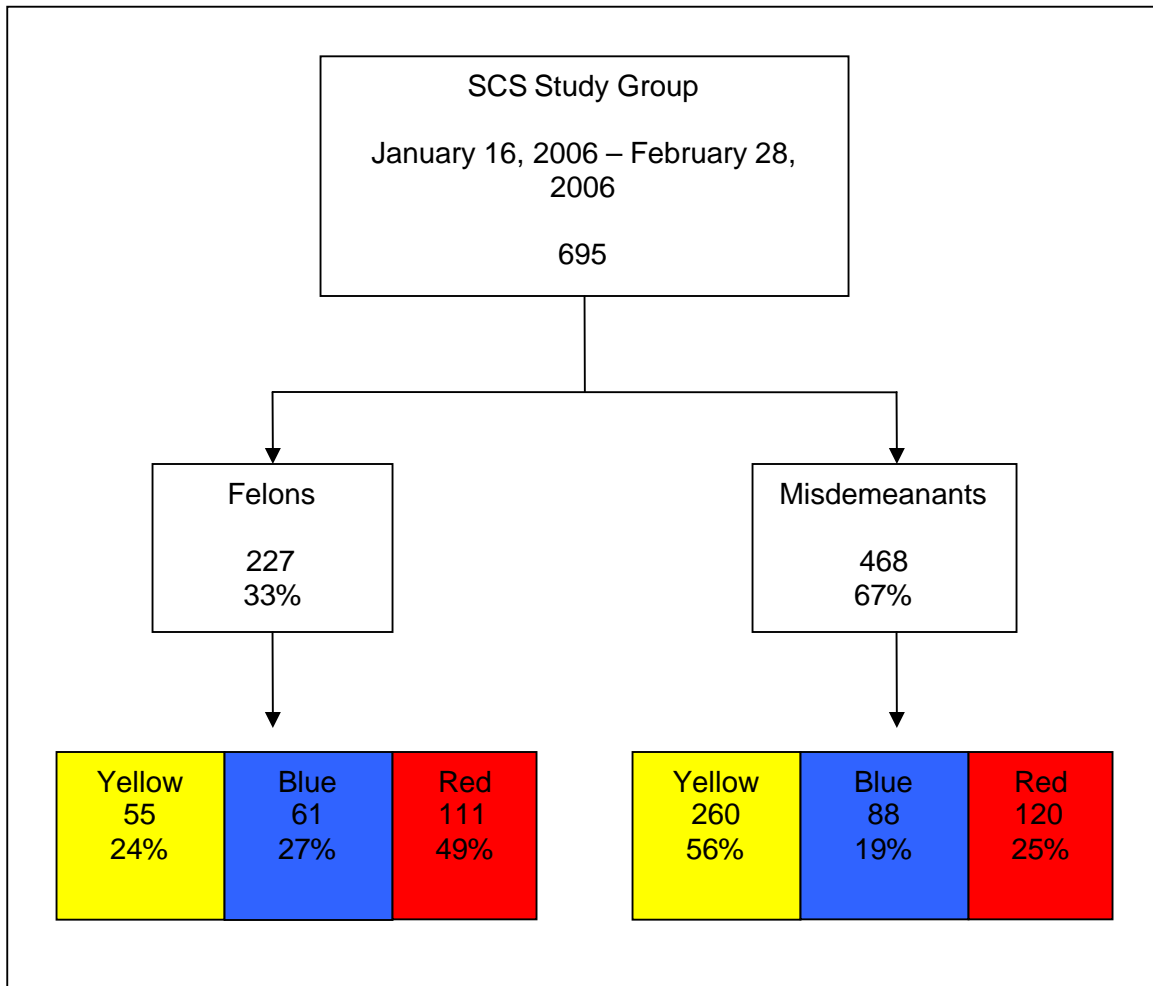 SCS Study Group
January 16, 2006 – February 28,
2006
695
Felons
227
33%
Misdemeanants
468
67%
Yellow
55
24%
Blue
61
27%
Red
111
49%
Yellow
260
56%
Blue
88
19%
Red
120
25%